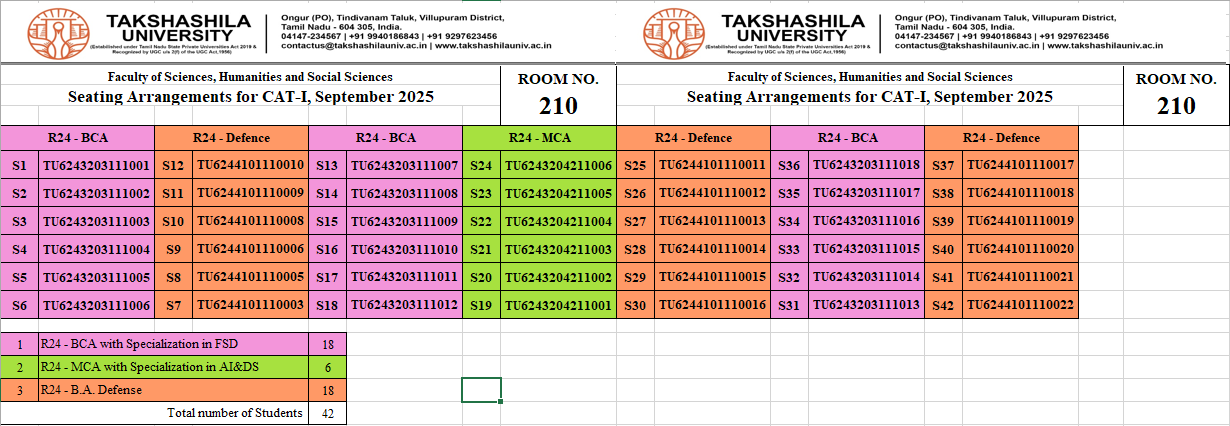 TAKSHASHILA
UNIVERSITY
(Established under Tamil Nadu State Private Universities Act 2019 &
Recognized by UGC u/s 2(f) of the UGC Act,1956)
Ongur (PO), Tindivanam Taluk, Villupuram District,
Tamil Nadu - 604 305, India.
04147-234567 | +91 9940186843 | +91 9297623456
contactus@takshashilauniv.ac.in | www.takshashilauniv.ac.in
TAKSHASHILA
UNIVERSITY
(Established under Tamil Nadu State Private Universities Act 2019 &
Recognized by UGC u/s 2(f) of the UGC Act,1956)
Ongur (PO), Tindivanam Taluk, Villupuram District,
Tamil Nadu - 604 305, India.
04147-234567 | +91 9940186843 | +91 9297623456
contactus@takshashilauniv.ac.in | www.takshashilauniv.ac.in
Faculty of Sciences, Humanities and Social Sciences
Seating Arrangements for CAT-I, September 2025
ROOM NO.
210
Faculty of Sciences, Humanities and Social Sciences
Seating Arrangements for CAT-I, September 2025
ROOM NO.
210
R24 - BCA R24 - Defence R24 - BCA R24 - MCA R24 - Defence R24 - BCA R24 - Defence
S1 TU6243203111001 S12 TU6244101110010 S13 TU6243203111007 S24 TU6243204211006 S25 TU6244101110011 S36 TU6243203111018 S37 TU6244101110017
S2 TU6243203111002 S11 TU6244101110009 S14 TU6243203111008 S23 TU6243204211005 S26 TU6244101110012 S35 TU6243203111017 S38 TU6244101110018
S3 TU6243203111003 S10 TU6244101110008 S15 TU6243203111009 S22 TU6243204211004 S27 TU6244101110013 S34 TU6243203111016 S39 TU6244101110019
S4 TU6243203111004 S9 TU6244101110006 S16 TU6243203111010 S21 TU6243204211003 S28 TU6244101110014 S33 TU6243203111015 S40 TU6244101110020
S5 TU6243203111005 S8 TU6244101110005 S17 TU6243203111011 S20 TU6243204211002 S29 TU6244101110015 S32 TU6243203111014 S41 TU6244101110021
S6 TU6243203111006 S7 TU6244101110003 S18 TU6243203111012 S19 TU6243204211001 S30 TU6244101110016 S31 TU6243203111013 S42 TU6244101110022
1 R24 - BCA with Specialization in FSD 18
2 R24 - MCA with Specialization in AI&DS 6
3 R24 - B.A. Defense 18
Total number of Students 42